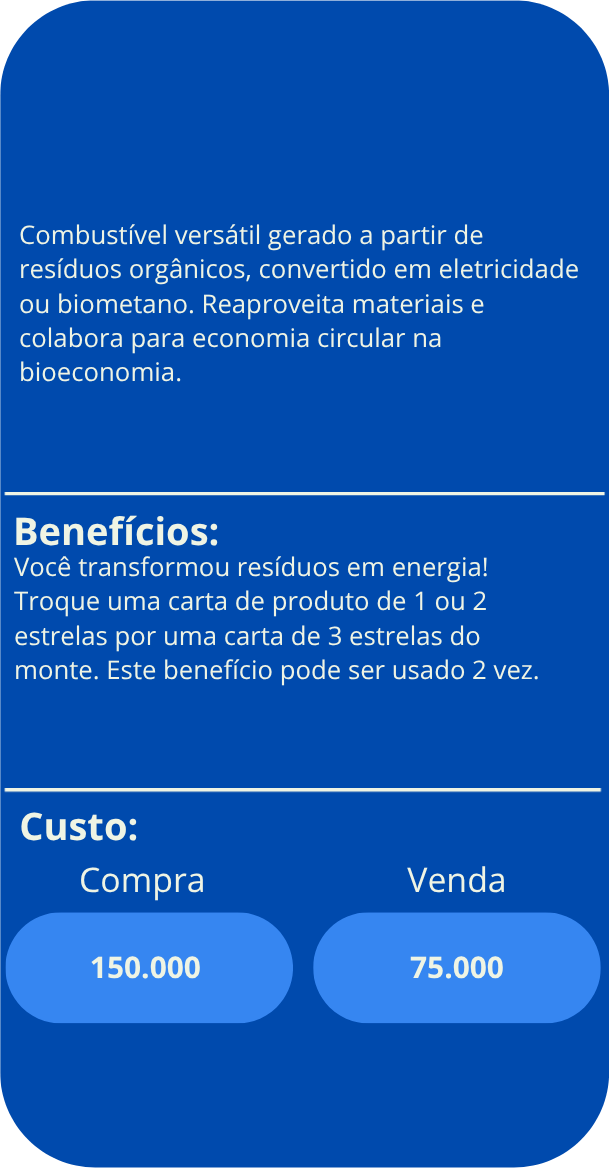 Combustível versátil gerado a partir de
resíduos orgânicos, convertido em eletricidade
ou biometano. Reaproveita materiais e
colabora para economia circular na
bioeconomia.
Benefícios:
Você transformou resíduos em energia!
Troque uma carta de produto de 1 ou 2
estrelas por uma carta de 3 estrelas do
monte. Este benefício pode ser usado 2 vez.
Custo:
Compra
Venda
150.000
75.000